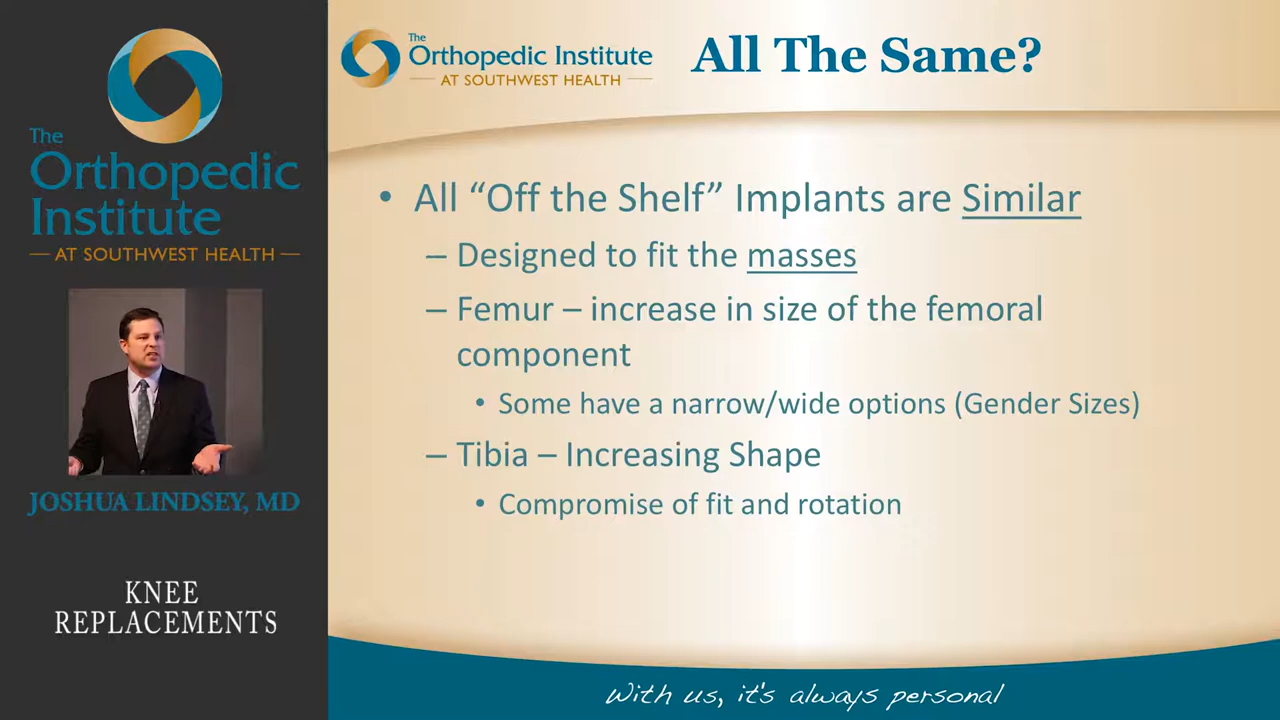 The
Orthopedic
Institute
AT SOUTHWEST HEALTH
JOSHUA LINDSEY, MD
KNEE
REPLACEMENTS
The
Orthopedic Institute
AT SOUTHWEST HEALTH
All The Same?
• All “Off the Shelf” Implants are Similar
– Designed to fit the masses
– Femur – increase in size of the femoral
component
• Some have a narrow/wide options (Gender Sizes)
– Tibia – Increasing Shape
• Compromise of fit and rotation
With us, it's always personal